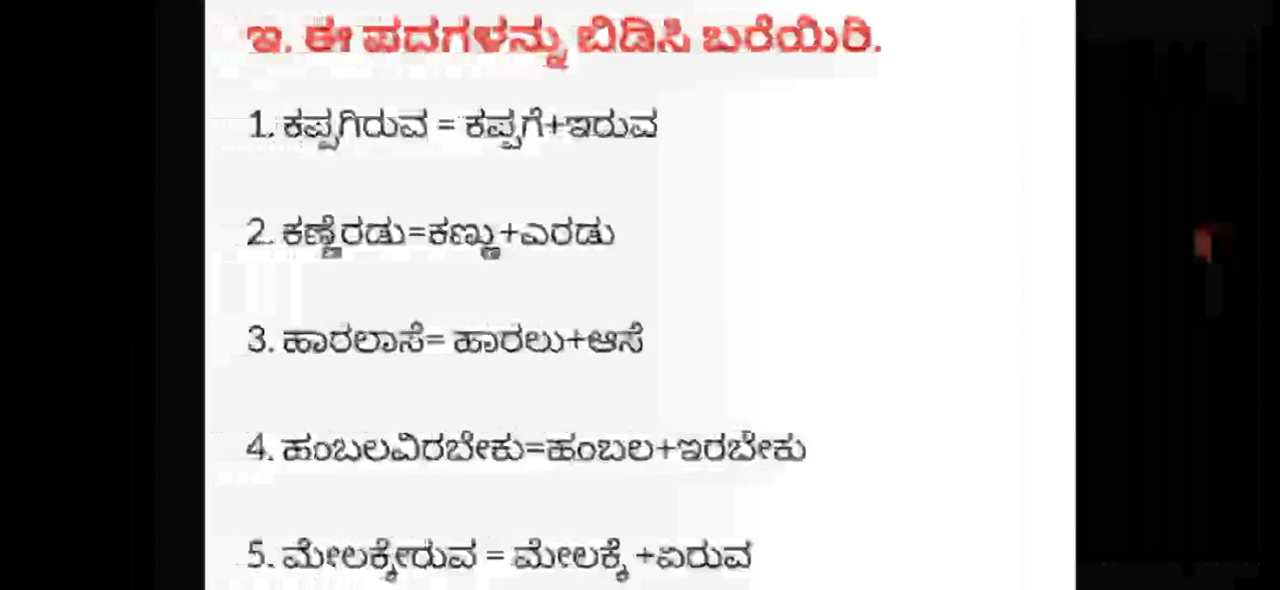 ಇ. ಈ ಪದಗಳನ್ನು ಬಿಡಿಸಿ ಬರೆಯಿರಿ.
1. ಕಪ್ಪಗಿರುವ = ಕಪ್ಪಗೆ+ಇರುವ
2. ಕಣ್ಣೆರಡು=ಕಣ್ಣು+ಎರಡು
3. ಹಾರಲಾಸೆ= ಹಾರಲು+ಆಸೆ
4. ಹಂಬಲವಿರಬೇಕು=ಹಂಬಲ+ಇರಬೇಕು
5. ಮೇಲಕ್ಕೇರುವ = ಮೇಲಕ್ಕೆ +ಏರುವ